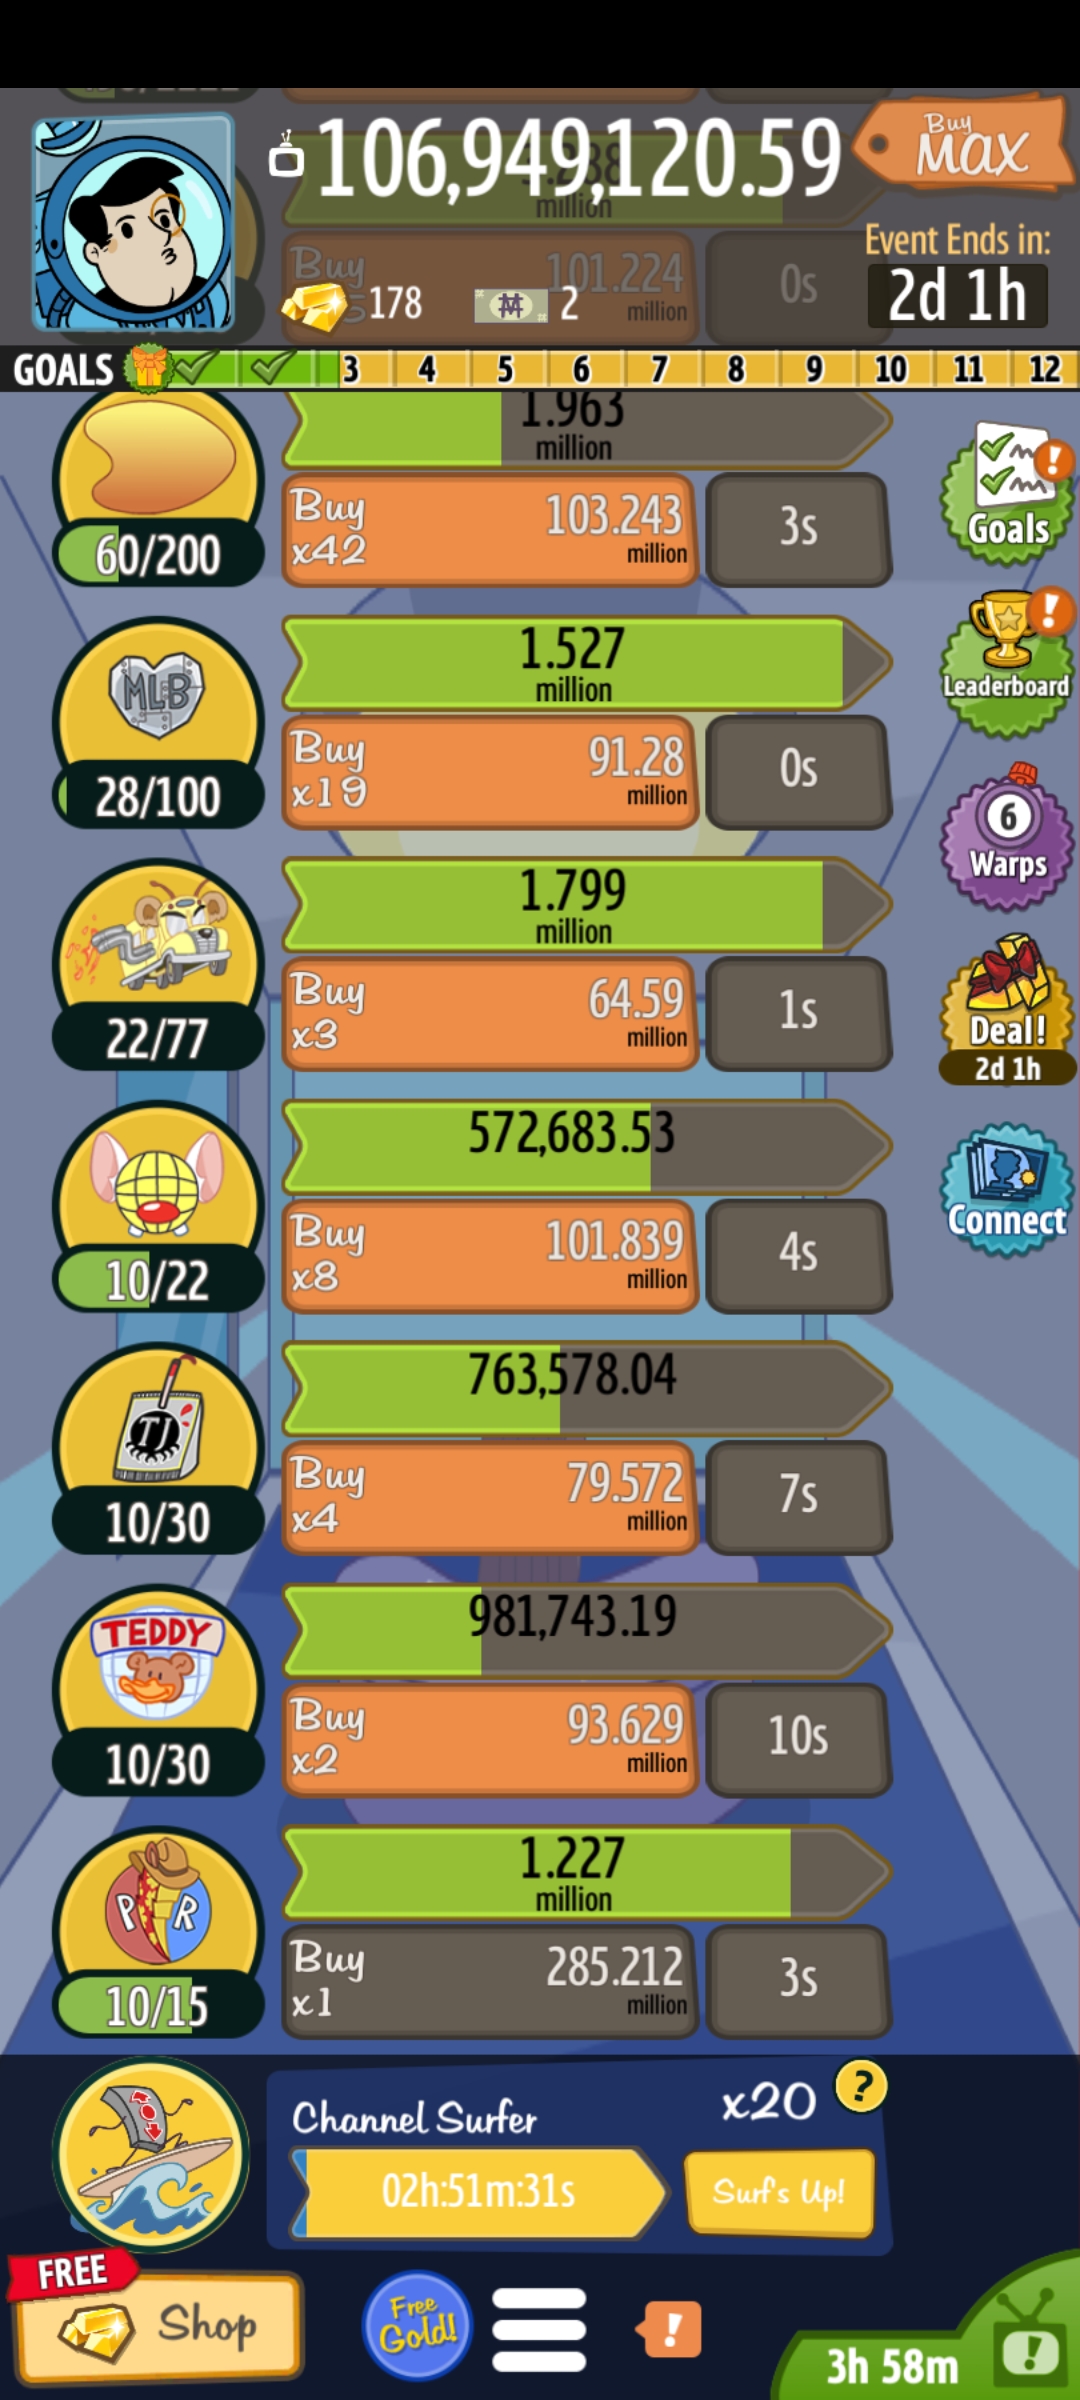 106,949,120.59
Buy
MAX
million
Event Ends in:
2d 1h
Buy
101.224
million
0s
178
2
GOALS
3
4
5
6
7
8
9
10
11
12
1.963
million
60/200
Buy
x42
103.243
million
3s
Goals
MLB
28/100
1.527
million
Buy
x19
91.28
million
0s
Leaderboard
22/77
1.799
million
Buy
x3
64.59
million
1s
6
Warps
Deal!
2d 1h
10/22
572,683.53
Buy
x8
101.839
million
4s
Connect
TJ
10/30
763,578.04
Buy
x4
79.572
million
7s
TEDDY
10/30
981,743.19
Buy
x2
93.629
million
10s
P R
10/15
1.227
million
Buy
x1
285.212
million
3s
Channel Surfer
x20
?
02h:51m:31s
Surf's Up!
FREE
Shop
Free
Gold!
!
3h 58m
!